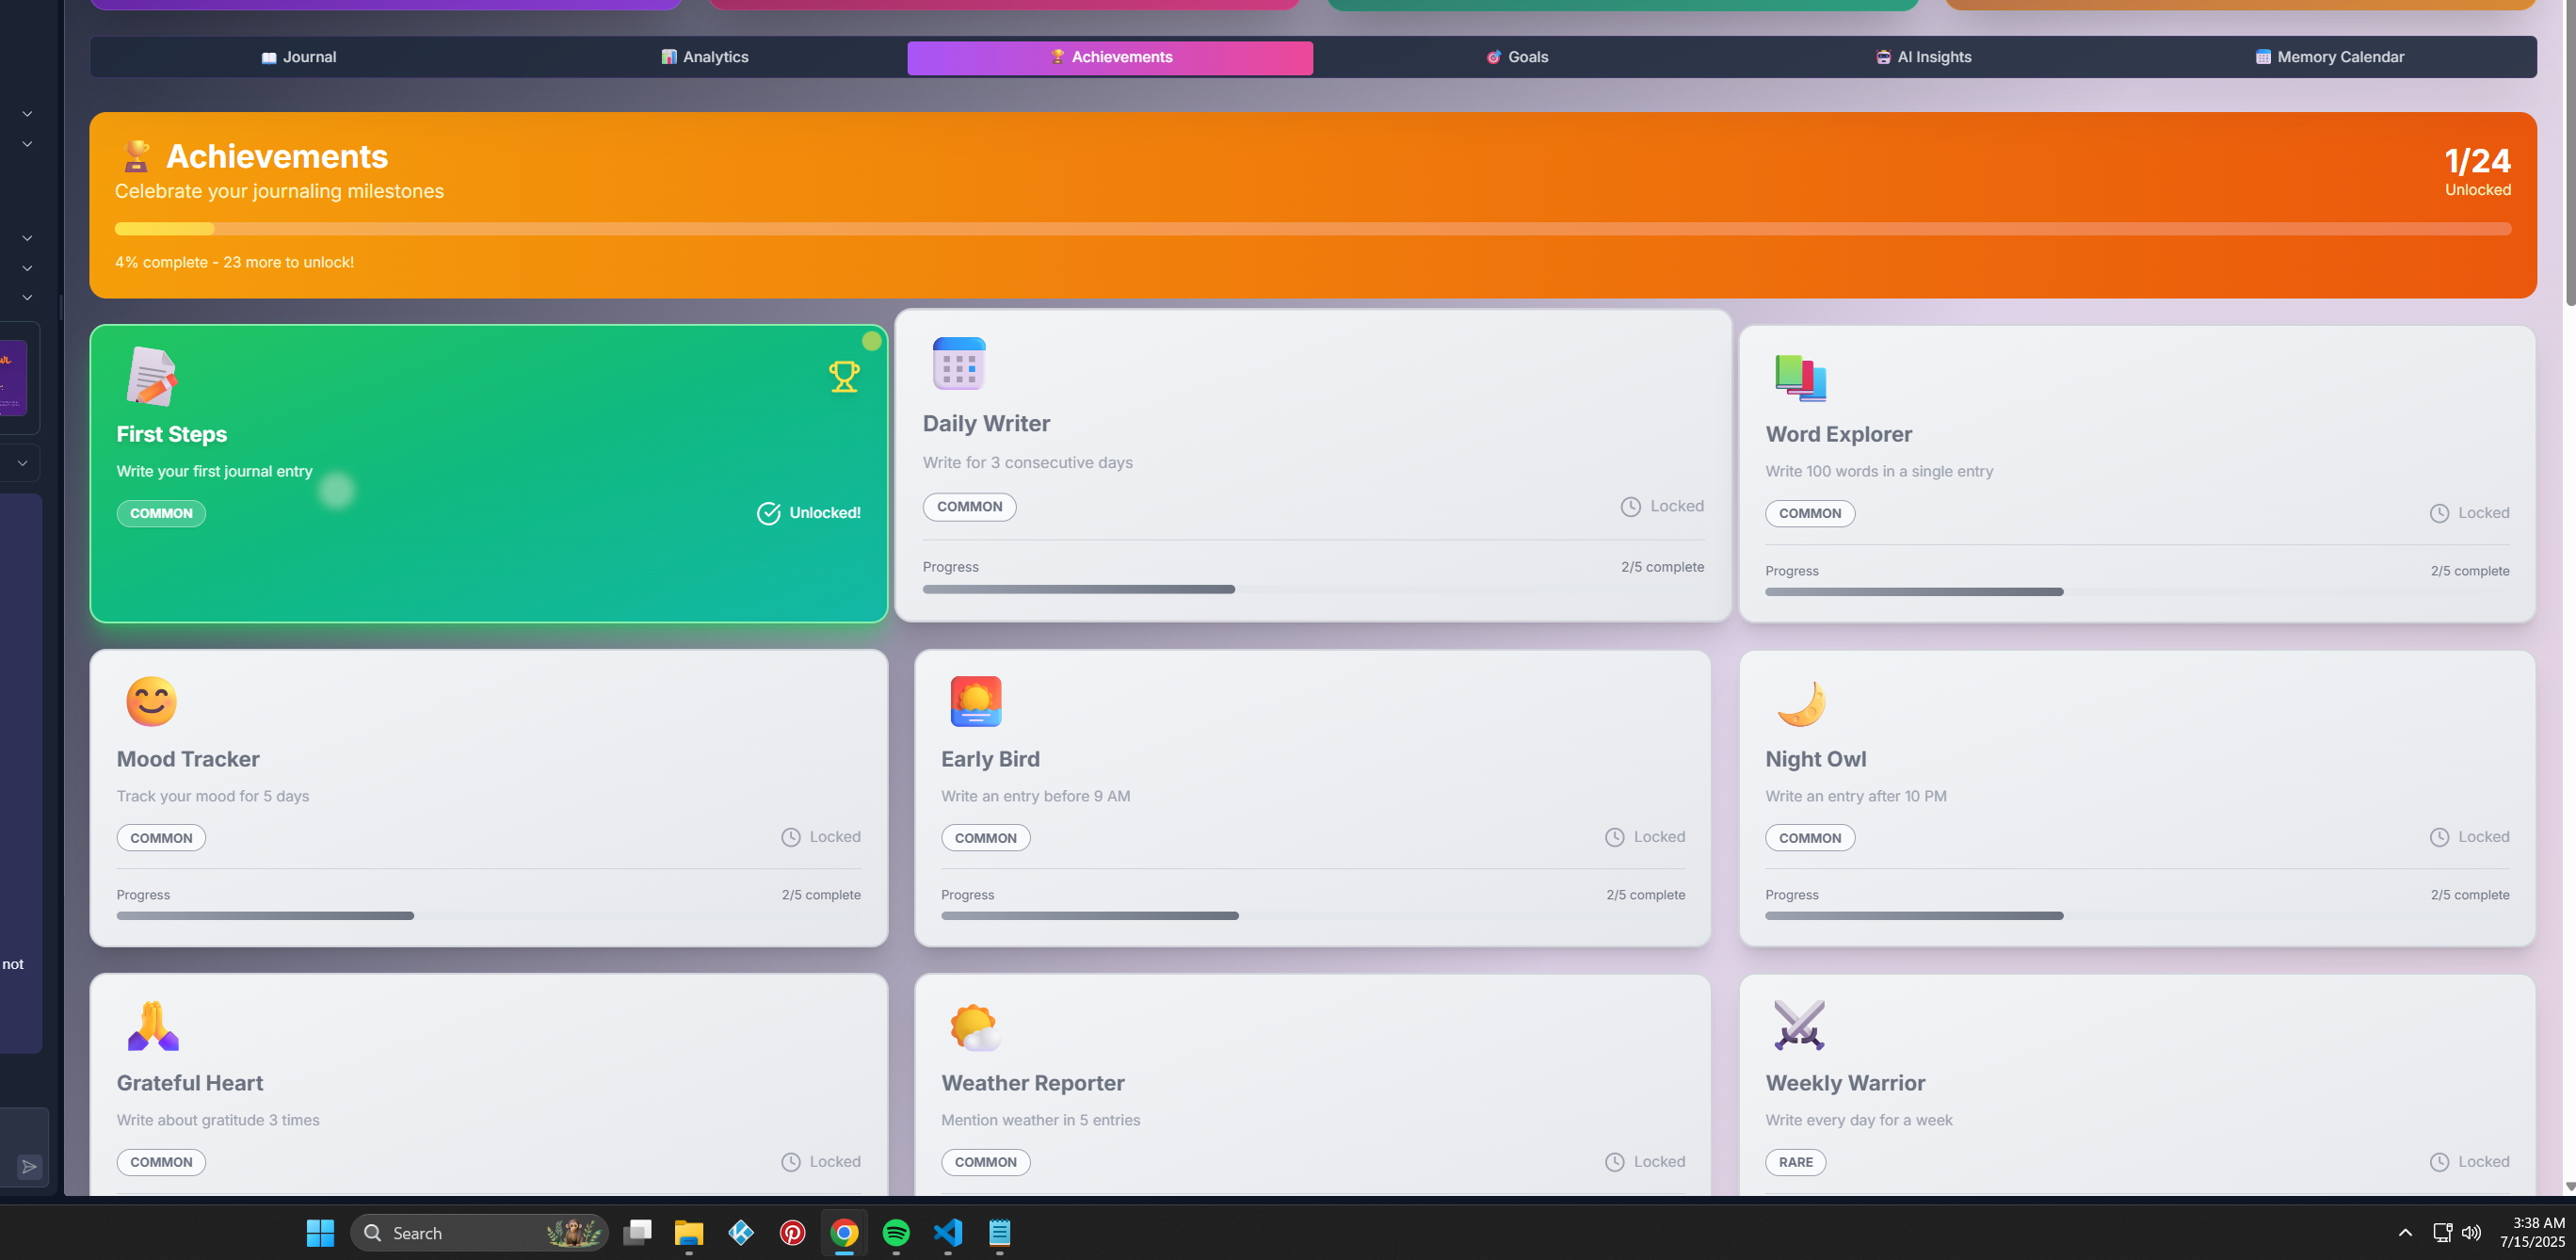 Journal
Analytics
Achievements
Goals
AI Insights
Memory Calendar
Achievements
Celebrate your journaling milestones
1/24
Unlocked
4% complete - 23 more to unlock!
First Steps
Write your first journal entry
COMMON
Unlocked!
Daily Writer
Write for 3 consecutive days
COMMON
Locked
Progress
2/5 complete
Word Explorer
Write 100 words in a single entry
COMMON
Locked
Progress
2/5 complete
Mood Tracker
Track your mood for 5 days
COMMON
Locked
Progress
2/5 complete
Early Bird
Write an entry before 9 AM
COMMON
Locked
Progress
2/5 complete
Night Owl
Write an entry after 10 PM
COMMON
Locked
Progress
2/5 complete
not
Grateful Heart
Write about gratitude 3 times
COMMON
Locked
Weather Reporter
Mention weather in 5 entries
COMMON
Locked
Weekly Warrior
Write every day for a week
RARE
Locked
Search
3:38 AM
7/15/2025